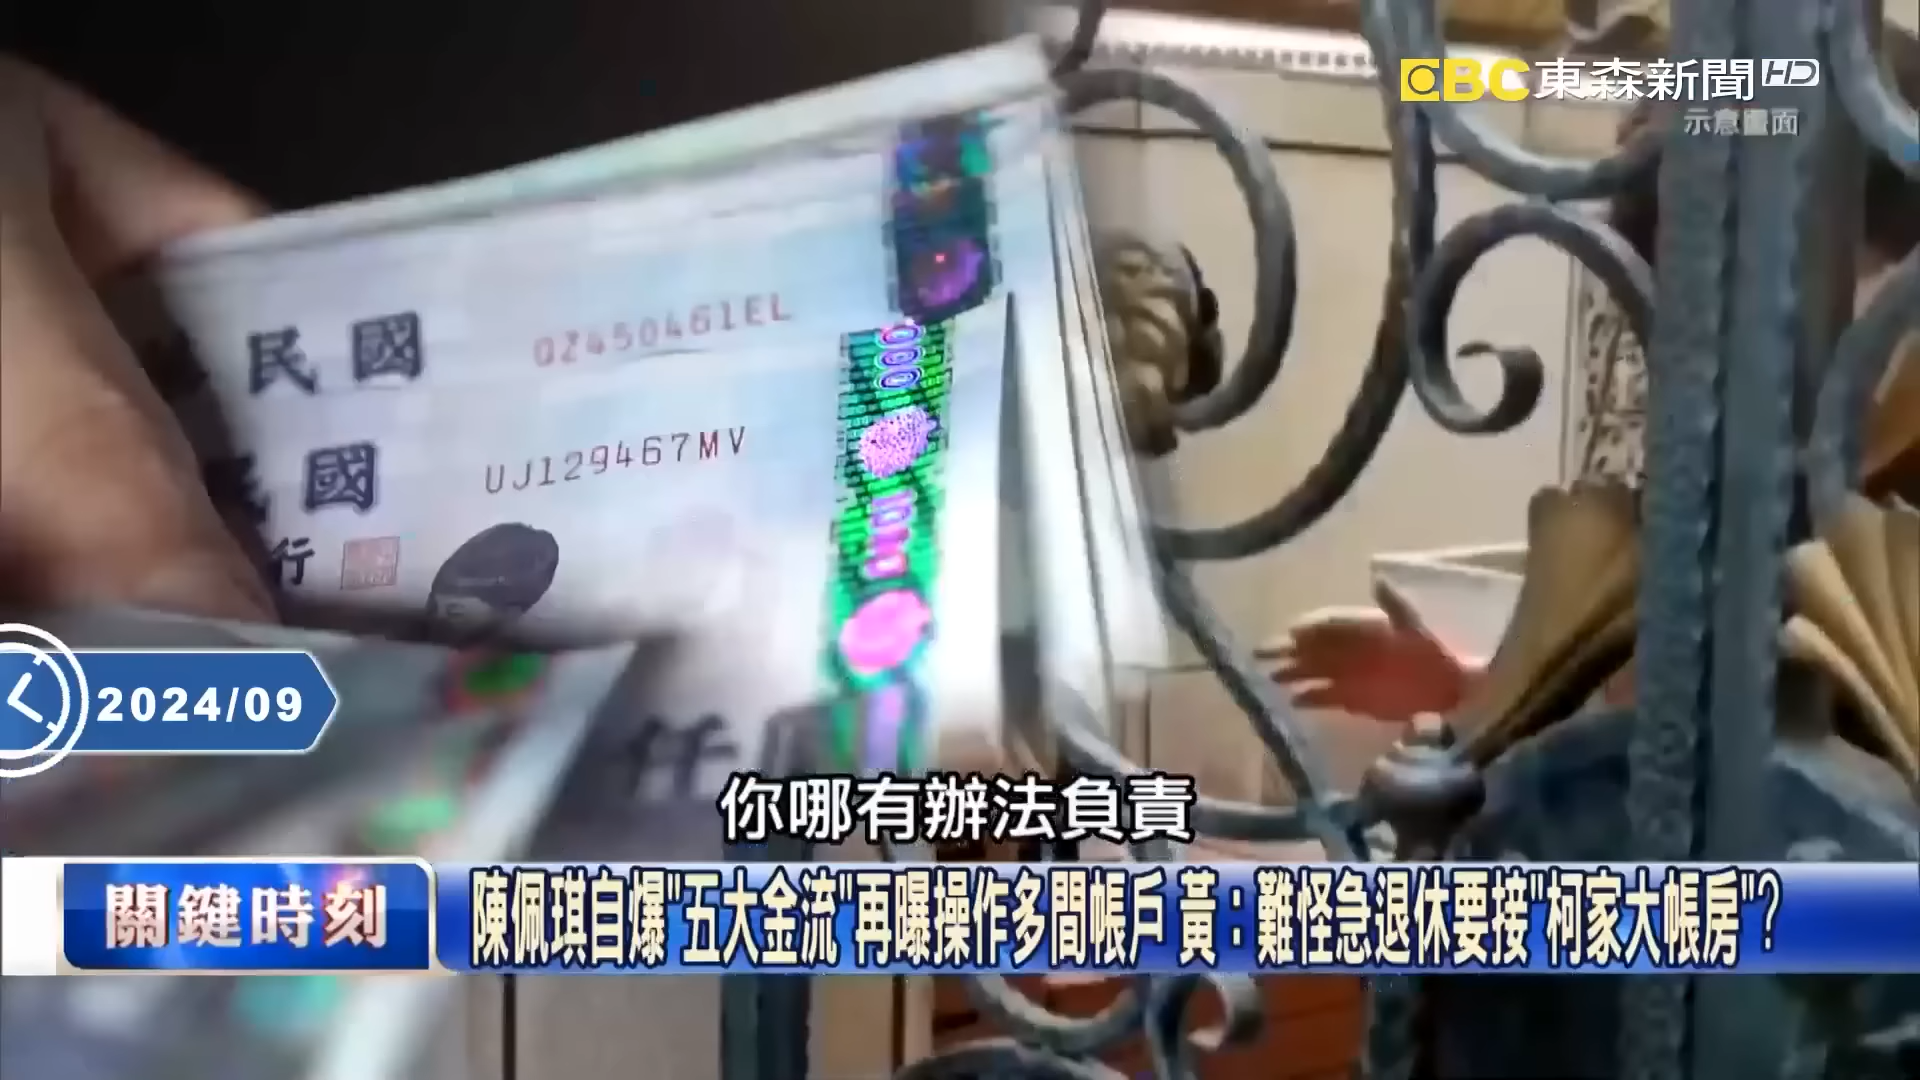 EBC東森新聞HD
示意畫面
民國
QZ450461EL
國
UJ129467MV
行
1000
2024/09
你哪有辦法負責
關鍵時刻
陳佩琪自爆"五大金流"再曝操作多間帳戶 黃:難怪急退休要接"柯家大帳房"?